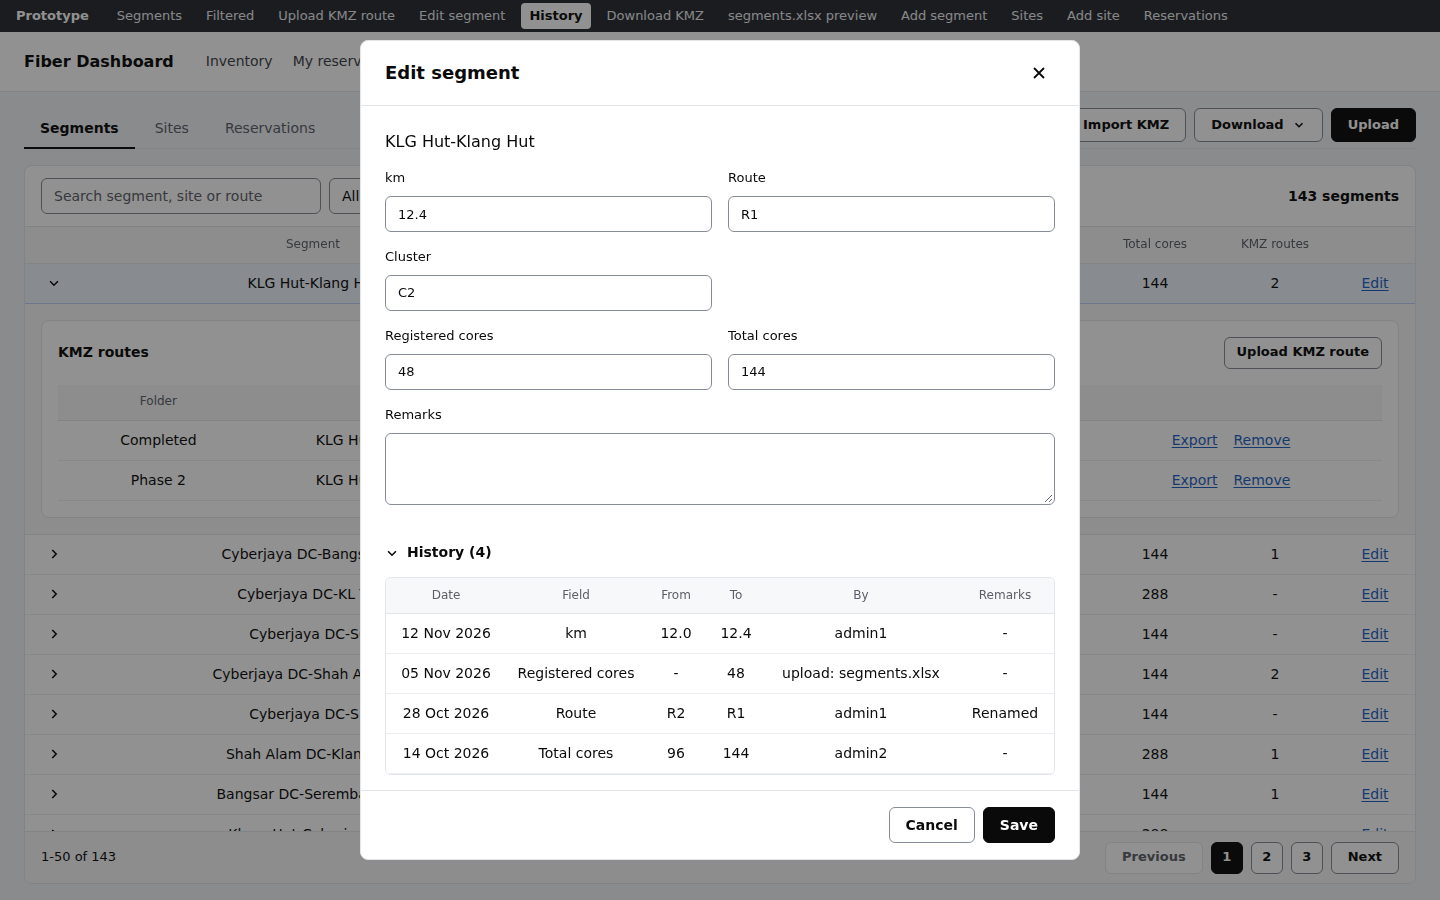 Prototype Segments Filtered Upload KMZ route Edit segment History Download KMZ segments.xlsx preview Add segment Sites Add site Reservations
Fiber Dashboard Inventory My reserv
Edit segment
Segments Sites Reservations Import KMZ Download Upload
KLG Hut-Klang Hut
Search segment, site or route All 143 segments
km Route
12.4 R1
Segment Total cores KMZ routes
Cluster
KLG Hut-Klang H 144 2 Edit
C2
Registered cores Total cores
KMZ routes Upload KMZ route
48 144
Folder
Remarks
Completed KLG H Export Remove
Phase 2 KLG H Export Remove
History (4)
Cyberjaya DC-Bangs 144 1 Edit
Date Field From To By Remarks
Cyberjaya DC-KL 288 - Edit
12 Nov 2026 km 12.0 12.4 admin1 -
Cyberjaya DC-S 144 - Edit
05 Nov 2026 Registered cores - 48 upload: segments.xlsx -
Cyberjaya DC-Shah A 144 2 Edit
28 Oct 2026 Route R2 R1 admin1 Renamed
Cyberjaya DC-S 144 - Edit
14 Oct 2026 Total cores 96 144 admin2 -
Shah Alam DC-Klan 288 1 Edit
Bangsar DC-Seremb 144 1 Edit
Cancel Save
1-50 of 143 Previous 1 2 3 Next